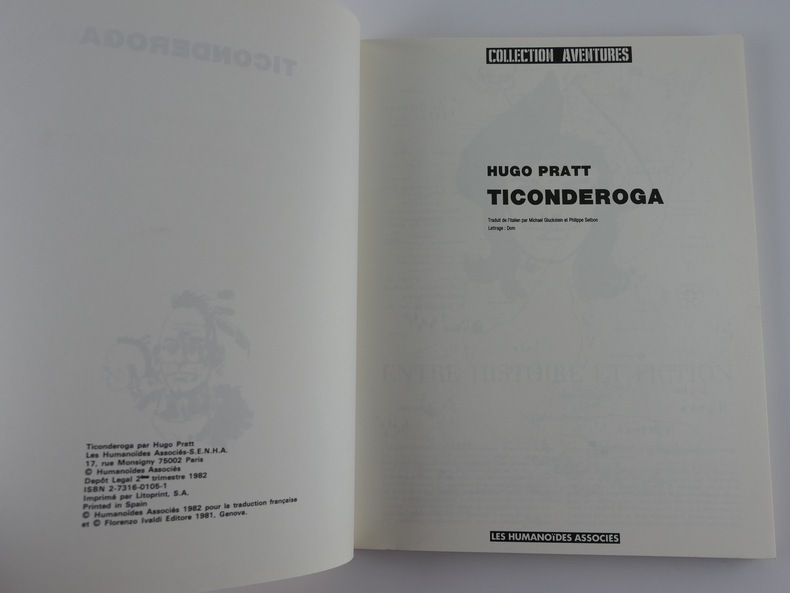 TICONDEROGA
Ticonderoga par Hugo Pratt
Les Humanoïdes Associés-S.E.N.H.A.
17, rue Monsigny 75002 Paris
© Humanoïdes Associés
Depôt Legal 2ème trimestre 1982
ISBN 2-7316-0105-1
Imprimé par Litoprint, S.A.
Printed in Spain
© Humanoïdes Associés 1982 pour la traduction française
et © Florenzo Ivaldi Editore 1981, Genova.
COLLECTION AVENTURES
HUGO PRATT
TICONDEROGA
Traduit de l'italien par Michael Gluckstein et Philippe Setbon
Lettrage : Dom
ENTRE HISTOIRE ET FICTION
LES HUMANOÏDES ASSOCIÉS